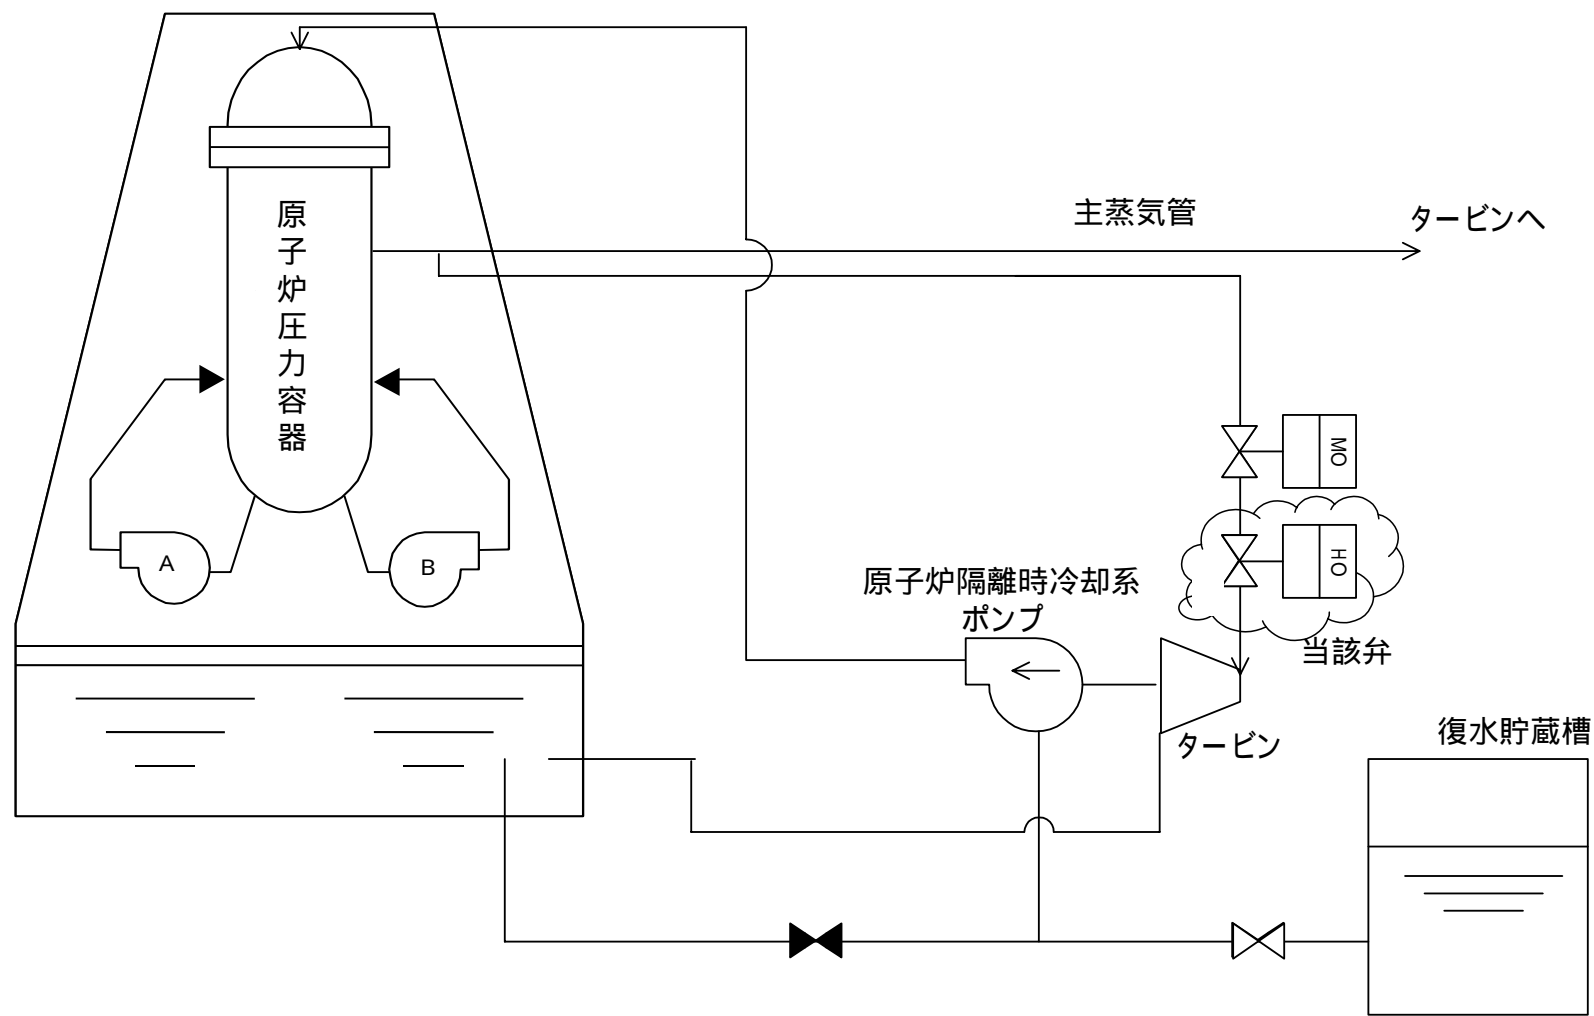 主蒸気管
タービンへ
原子炉圧力容器
MO
HO
A
B
原子炉隔離時冷却系
ポンプ
当該弁
復水貯蔵槽
タービン